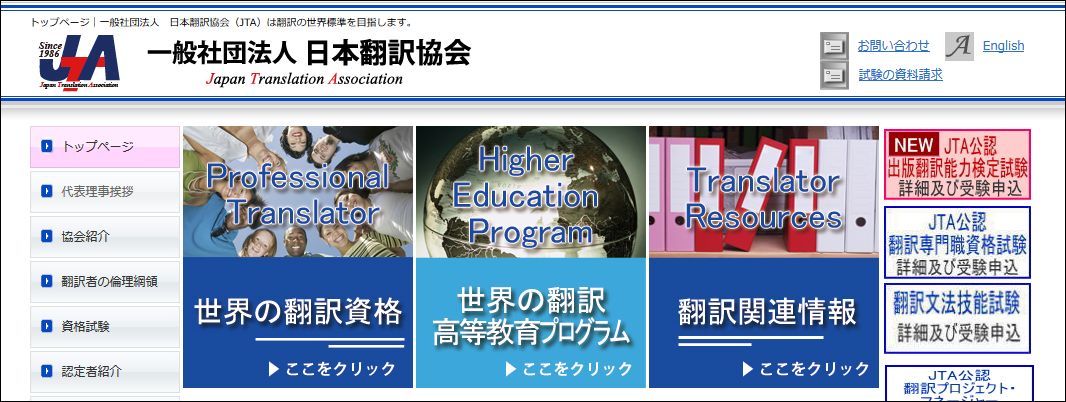 トップページ｜一般社団法人　日本翻訳協会（JTA）は翻訳の世界標準を目指します。
Since
1986
JTA
Japan Translation Association
一般社団法人 日本翻訳協会
Japan Translation Association
お問い合わせ
A
English
試験の資料請求
トップページ
代表理事挨拶
協会紹介
翻訳者の倫理綱領
資格試験
認定者紹介
Professional
Translator
世界の翻訳資格
ここをクリック
Higher
Education
Program
世界の翻訳
高等教育プログラム
ここをクリック
Translator
Resources
翻訳関連情報
ここをクリック
NEW JTA公認
出版翻訳能力検定試験
詳細及び受験申込
JTA公認
翻訳専門職資格試験
詳細及び受験申込
翻訳文法技能試験
詳細及び受験申込
JTA公認
翻訳プロジェクト・
マネージャー